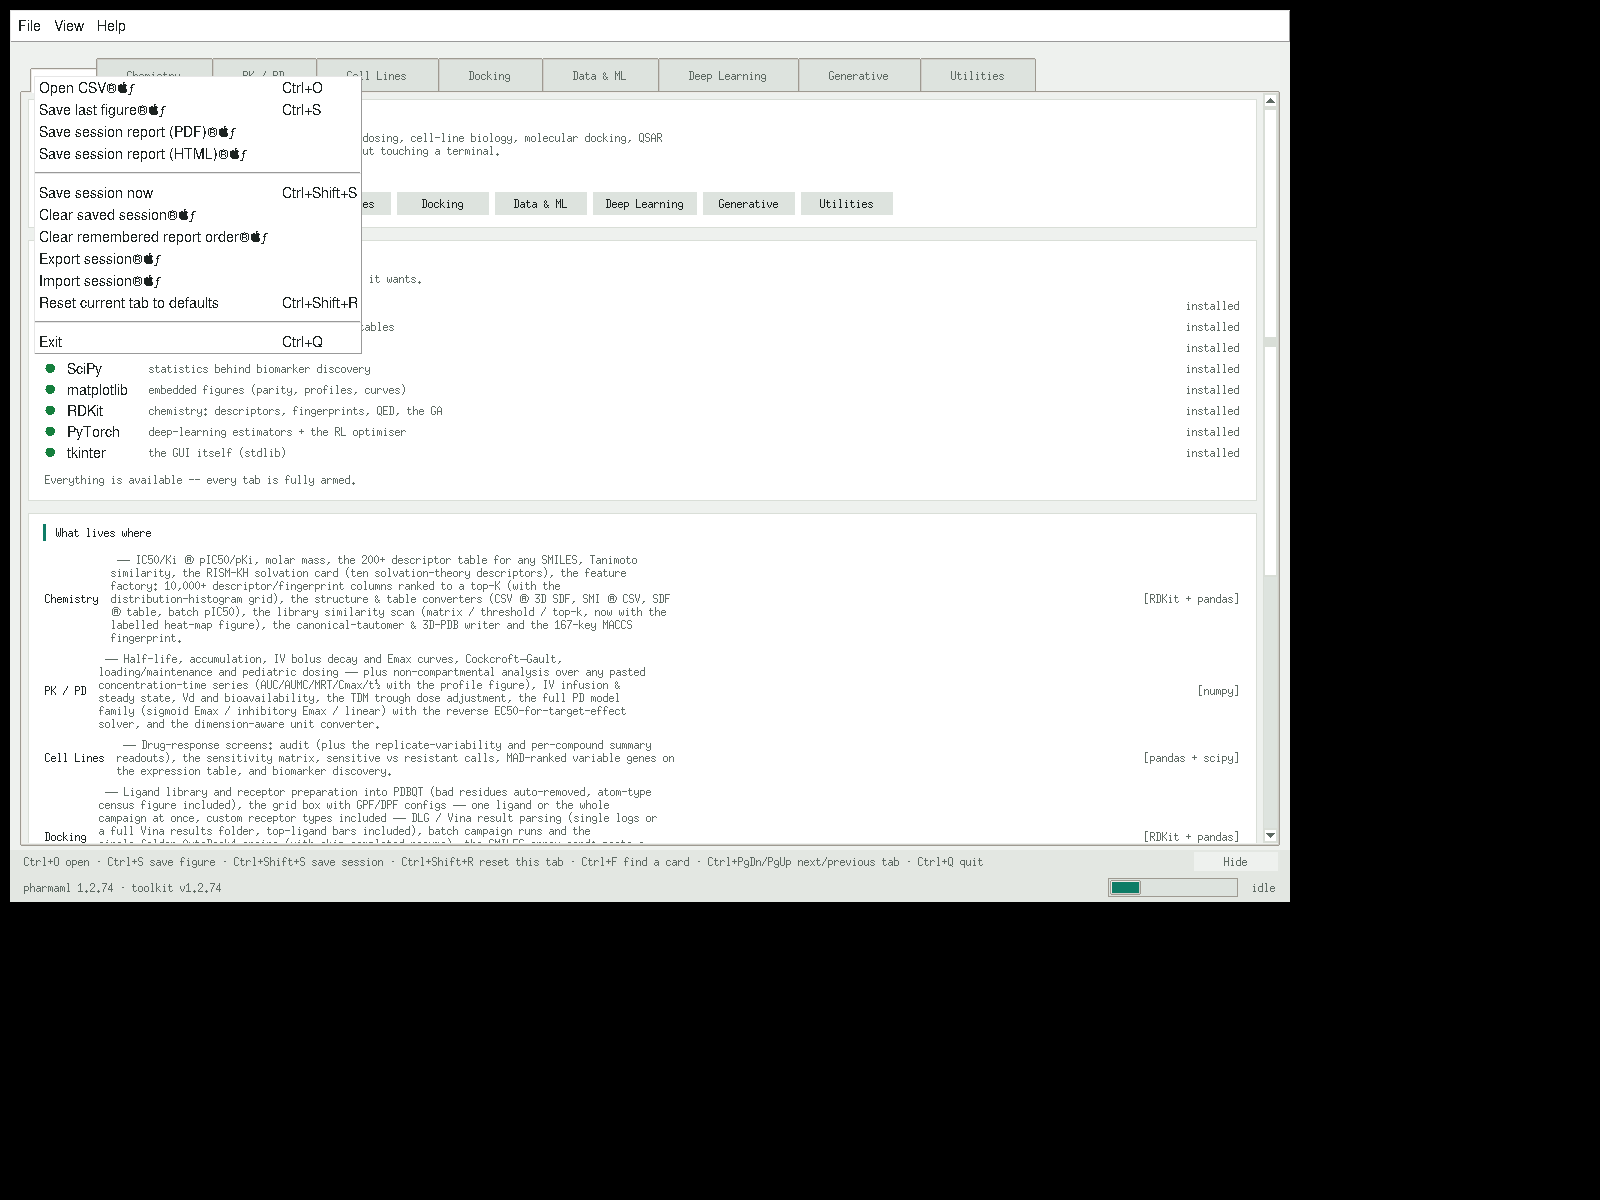 File View Help
Chemistry PK / PD Cell Lines Docking Data & ML Deep Learning Generative Utilities
Open CSV®f Ctrl+O
Save last figure®f Ctrl+S
Save session report (PDF)®f
Save session report (HTML)®f
Save session now Ctrl+Shift+S
Clear saved session®f
Clear remembered report order®f
Export session®f
Import session®f
Reset current tab to defaults Ctrl+Shift+R
Exit Ctrl+Q
dosing, cell-line biology, molecular docking, QSAR
ut touching a terminal.
es Docking Data & ML Deep Learning Generative Utilities
it wants.
installed
tables installed
installed
SciPy statistics behind biomarker discovery installed
matplotlib embedded figures (parity, profiles, curves) installed
RDKit chemistry: descriptors, fingerprints, QED, the GA installed
PyTorch deep-learning estimators + the RL optimiser installed
tkinter the GUI itself (stdlib) installed
Everything is available -- every tab is fully armed.
What lives where
Chemistry — IC50/Ki ® pIC50/pKi, molar mass, the 200+ descriptor table for any SMILES, Tanimoto
similarity, the RISM-KH solvation card (ten solvation-theory descriptors), the feature
factory: 10,000+ descriptor/fingerprint columns ranked to a top-K (with the
distribution-histogram grid), the structure & table converters (CSV ® 3D SDF, SMI ® CSV, SDF
® table, batch pIC50), the library similarity scan (matrix / threshold / top-k, now with the
labelled heat-map figure), the canonical-tautomer & 3D-PDB writer and the 167-key MACCS
fingerprint.
[RDKit + pandas]
PK / PD — Half-life, accumulation, IV bolus decay and Emax curves, Cockcroft–Gault,
loading/maintenance and pediatric dosing — plus non-compartmental analysis over any pasted
concentration-time series (AUC/AUMC/MRT/Cmax/t½ with the profile figure), IV infusion &
steady state, Vd and bioavailability, the TDM trough dose adjustment, the full PD model
family (sigmoid Emax / inhibitory Emax / linear) with the reverse EC50-for-target-effect
solver, and the dimension-aware unit converter.
[numpy]
Cell Lines — Drug-response screens: audit (plus the replicate-variability and per-compound summary
readouts), the sensitivity matrix, sensitive vs resistant calls, MAD-ranked variable genes on
the expression table, and biomarker discovery.
[pandas + scipy]
Docking — Ligand library and receptor preparation into PDBQT (bad residues auto-removed, atom-type
census figure included), the grid box with GPF/DPF configs — one ligand or the whole
campaign at once, custom receptor types included — DLG / Vina result parsing (single logs or
a full Vina results folder, top-ligand bars included), batch campaign runs and the
[RDKit + pandas]
Ctrl+O open · Ctrl+S save figure · Ctrl+Shift+S save session · Ctrl+Shift+R reset this tab · Ctrl+F find a card · Ctrl+PgDn/PgUp next/previous tab · Ctrl+Q quit Hide
pharmaml 1.2.74 · toolkit v1.2.74 idle